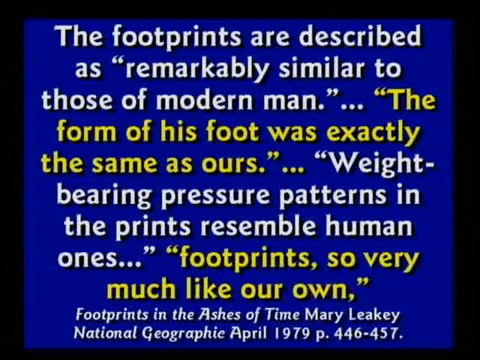 The footprints are described
as “remarkably similar to
those of modern man.”... “The
form of his foot was exactly
the same as ours.”... “Weight-
bearing pressure patterns in
the prints resemble human
ones...” “footprints, so very
much like our own,”
Footprints in the Ashes of Time Mary Leakey
National Geographic April 1979 p. 446-457.